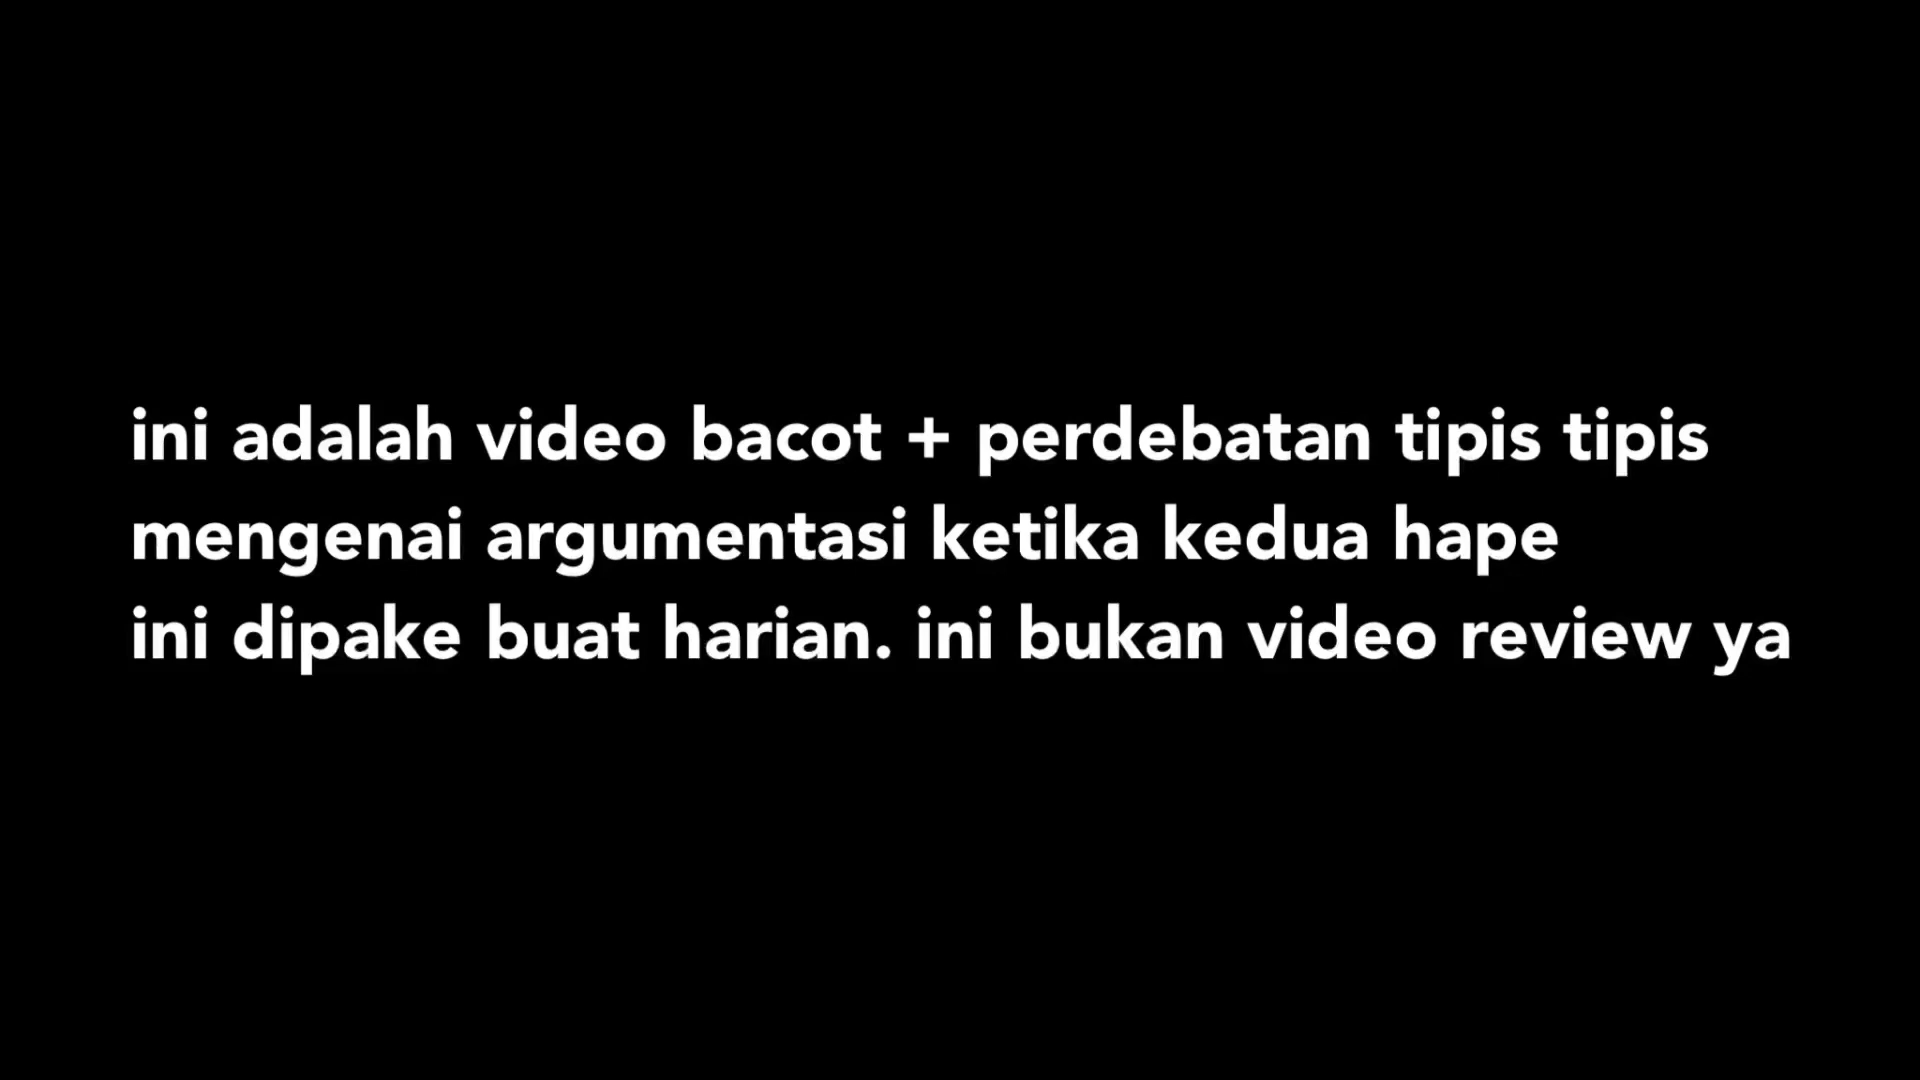 ini adalah video bacot + perdebatan tipis tipis
mengenai argumentasi ketika kedua hape
ini dipake buat harian. ini bukan video review ya